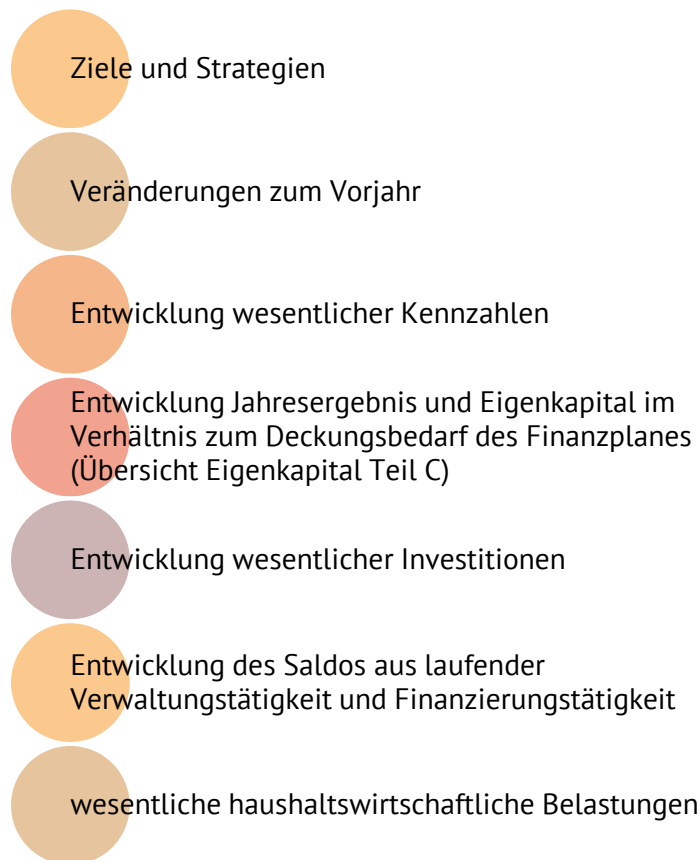 Ziele und Strategien
Veränderungen zum Vorjahr
Entwicklung wesentlicher Kennzahlen
Entwicklung Jahresergebnis und Eigenkapital im
Verhältnis zum Deckungsbedarf des Finanzplanes
(Übersicht Eigenkapital Teil C)
Entwicklung wesentlicher Investitionen
Entwicklung des Saldos aus laufender
Verwaltungstätigkeit und Finanzierungstätigkeit
wesentliche haushaltswirtschaftliche Belastungen